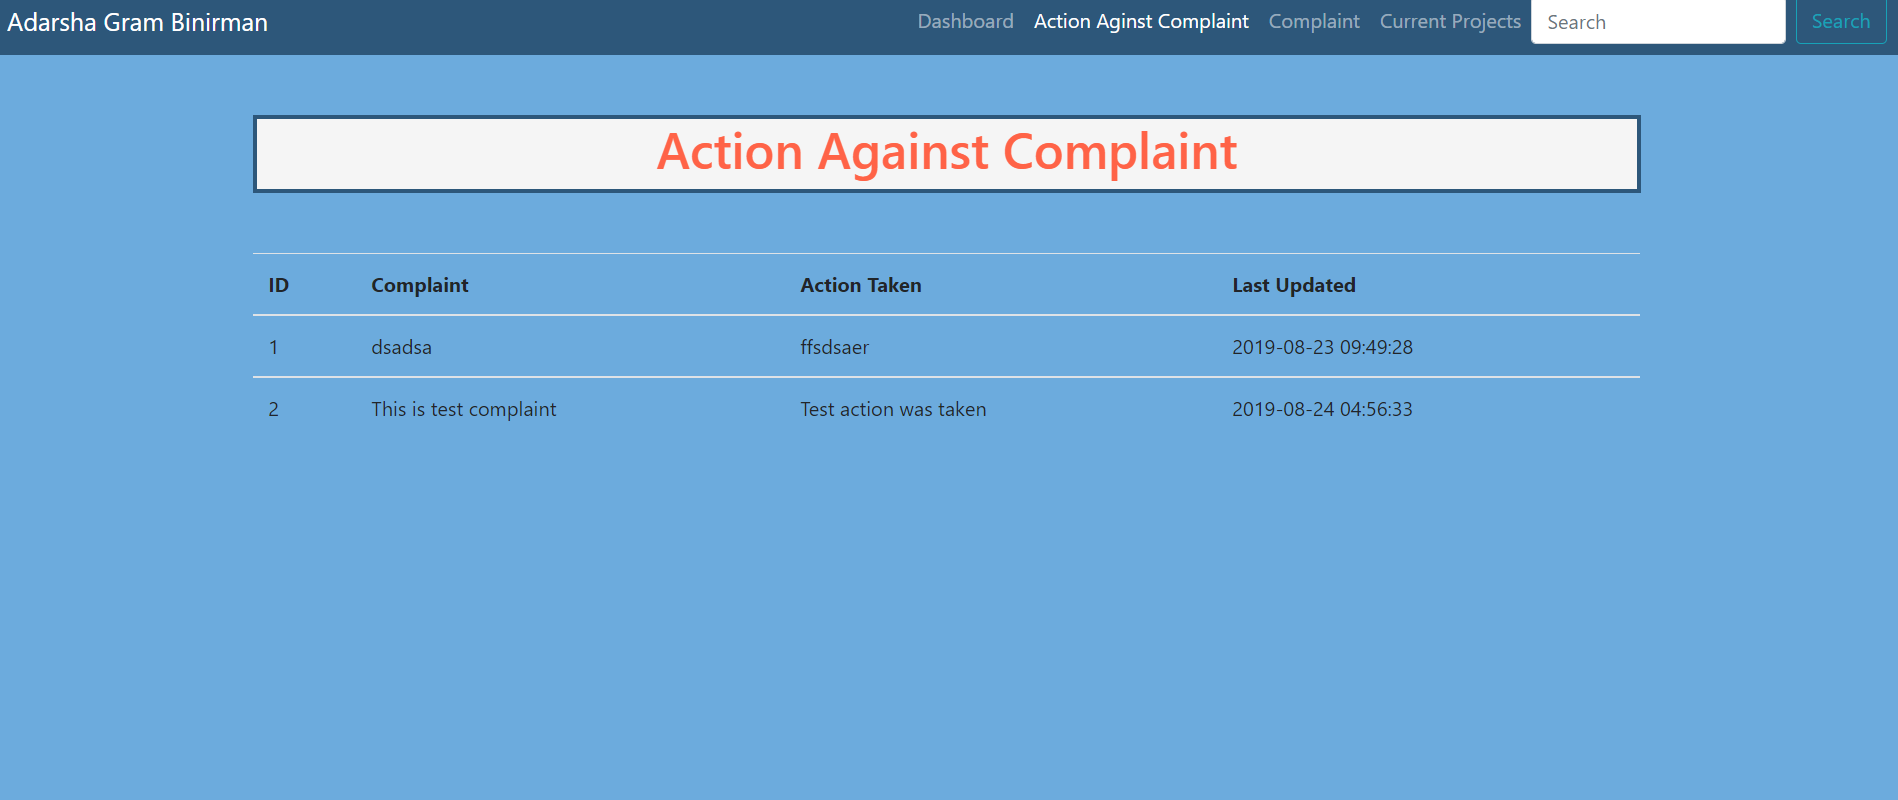 Adarsha Gram Binirman Dashboard Action Aginst Complaint Complaint Current Projects Search Search
Action Against Complaint
ID Complaint Action Taken Last Updated
1 dsadsa ffsdsaer 2019-08-23 09:49:28
2 This is test complaint Test action was taken 2019-08-24 04:56:33